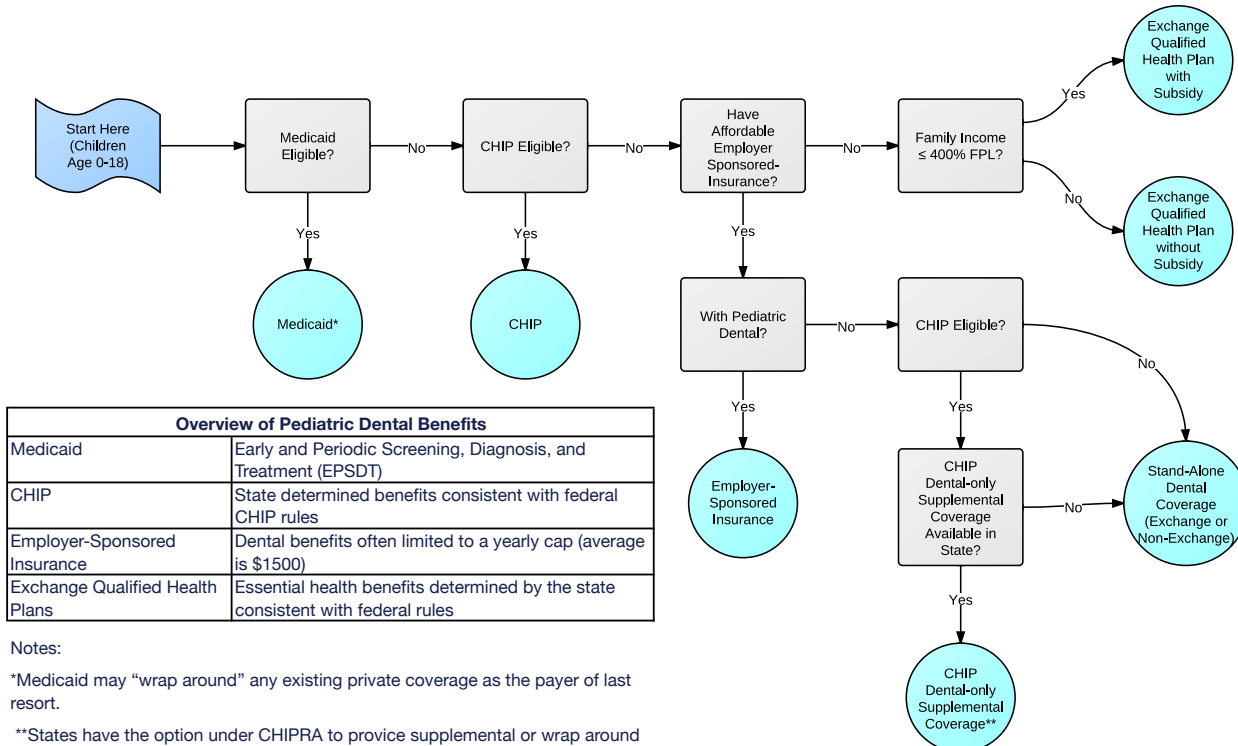 Start Here
(Children
Age 0-18)
Medicaid
Eligible?
No
CHIP Eligible?
No
Have
Affordable
Employer
Sponsored-
Insurance?
No
Family Income
≤ 400% FPL?
Yes
Exchange
Qualified
Health Plan
with
Subsidy
No
Exchange
Qualified
Health Plan
without
Subsidy
Yes
Medicaid*
Yes
CHIP
Yes
With Pediatric
Dental?
No
CHIP Eligible?
No
Yes
Employer-
Sponsored
Insurance
Yes
CHIP
Dental-only
Supplemental
Coverage
Available in
State?
No
Stand-Alone
Dental
Coverage
(Exchange or
Non-Exchange)
Yes
CHIP
Dental-only
Supplemental
Coverage**
Overview of Pediatric Dental Benefits
Medicaid Early and Periodic Screening, Diagnosis, and
Treatment (EPSDT)
CHIP State determined benefits consistent with federal
CHIP rules
Employer-Sponsored Dental benefits often limited to a yearly cap (average
Insurance is $1500)
Exchange Qualified Health Essential health benefits determined by the state
Plans consistent with federal rules
Notes:
*Medicaid may “wrap around” any existing private coverage as the payer of last
resort.
**States have the option under CHIPRA to provice supplemental or wrap around